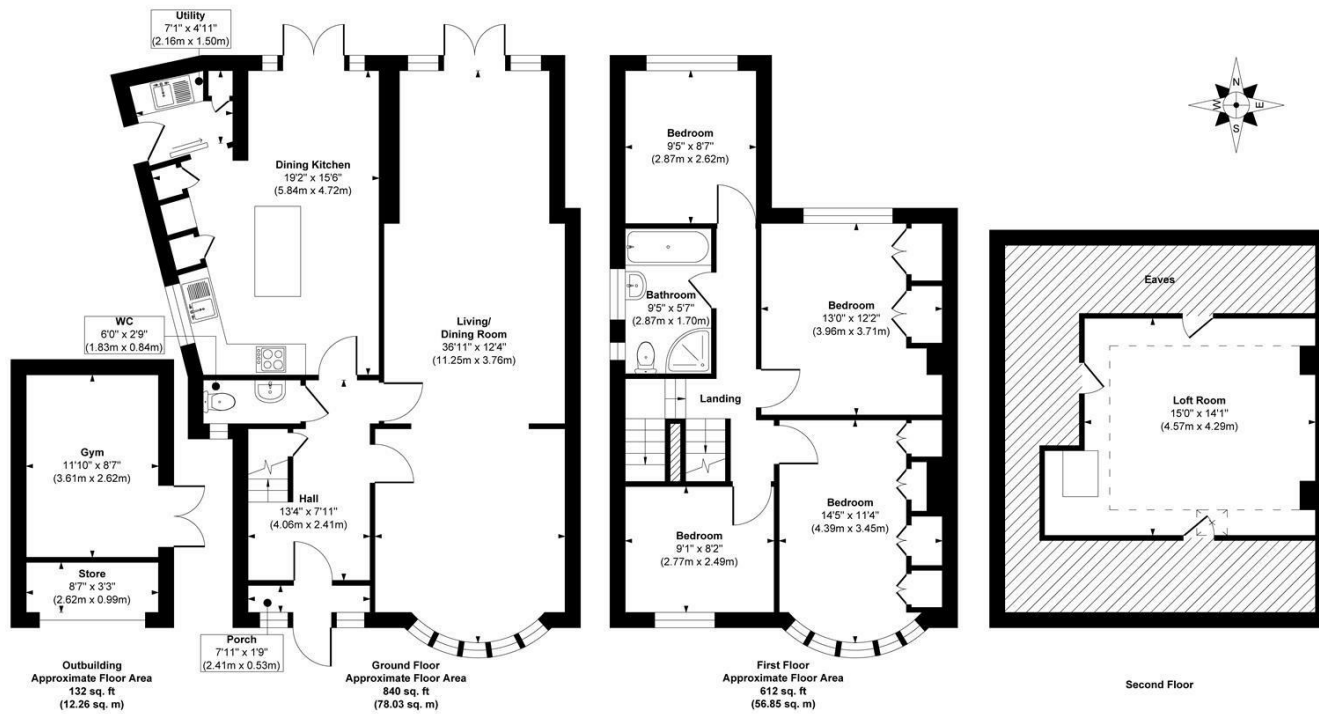 Utility
7'1" x 4'11"
(2.16m x 1.50m)
Dining Kitchen
19'2" x 15'6"
(5.84m x 4.72m)
WC
6'0" x 2'9"
(1.83m x 0.84m)
Living/
Dining Room
36'11" x 12'4"
(11.25m x 3.76m)
Gym
11'10" x 8'7"
(3.61m x 2.62m)
Store
8'7" x 3'3"
(2.62m x 0.99m)
Hall
13'4" x 7'11"
(4.06m x 2.41m)
Porch
7'11" x 1'9"
(2.41m x 0.53m)
Outbuilding
Approximate Floor Area
132 sq. ft
(12.26 sq. m)
Ground Floor
Approximate Floor Area
840 sq. ft
(78.03 sq. m)
Bedroom
9'5" x 8'7"
(2.87m x 2.62m)
Bathroom
9'5" x 5'7"
(2.87m x 1.70m)
Bedroom
13'0" x 12'2"
(3.96m x 3.71m)
Landing
Bedroom
9'1" x 8'2"
(2.77m x 2.49m)
Bedroom
14'5" x 11'4"
(4.39m x 3.45m)
First Floor
Approximate Floor Area
612 sq. ft
(56.85 sq. m)
N
W
E
S
Eaves
Loft Room
15'0" x 14'1"
(4.57m x 4.29m)
Second Floor